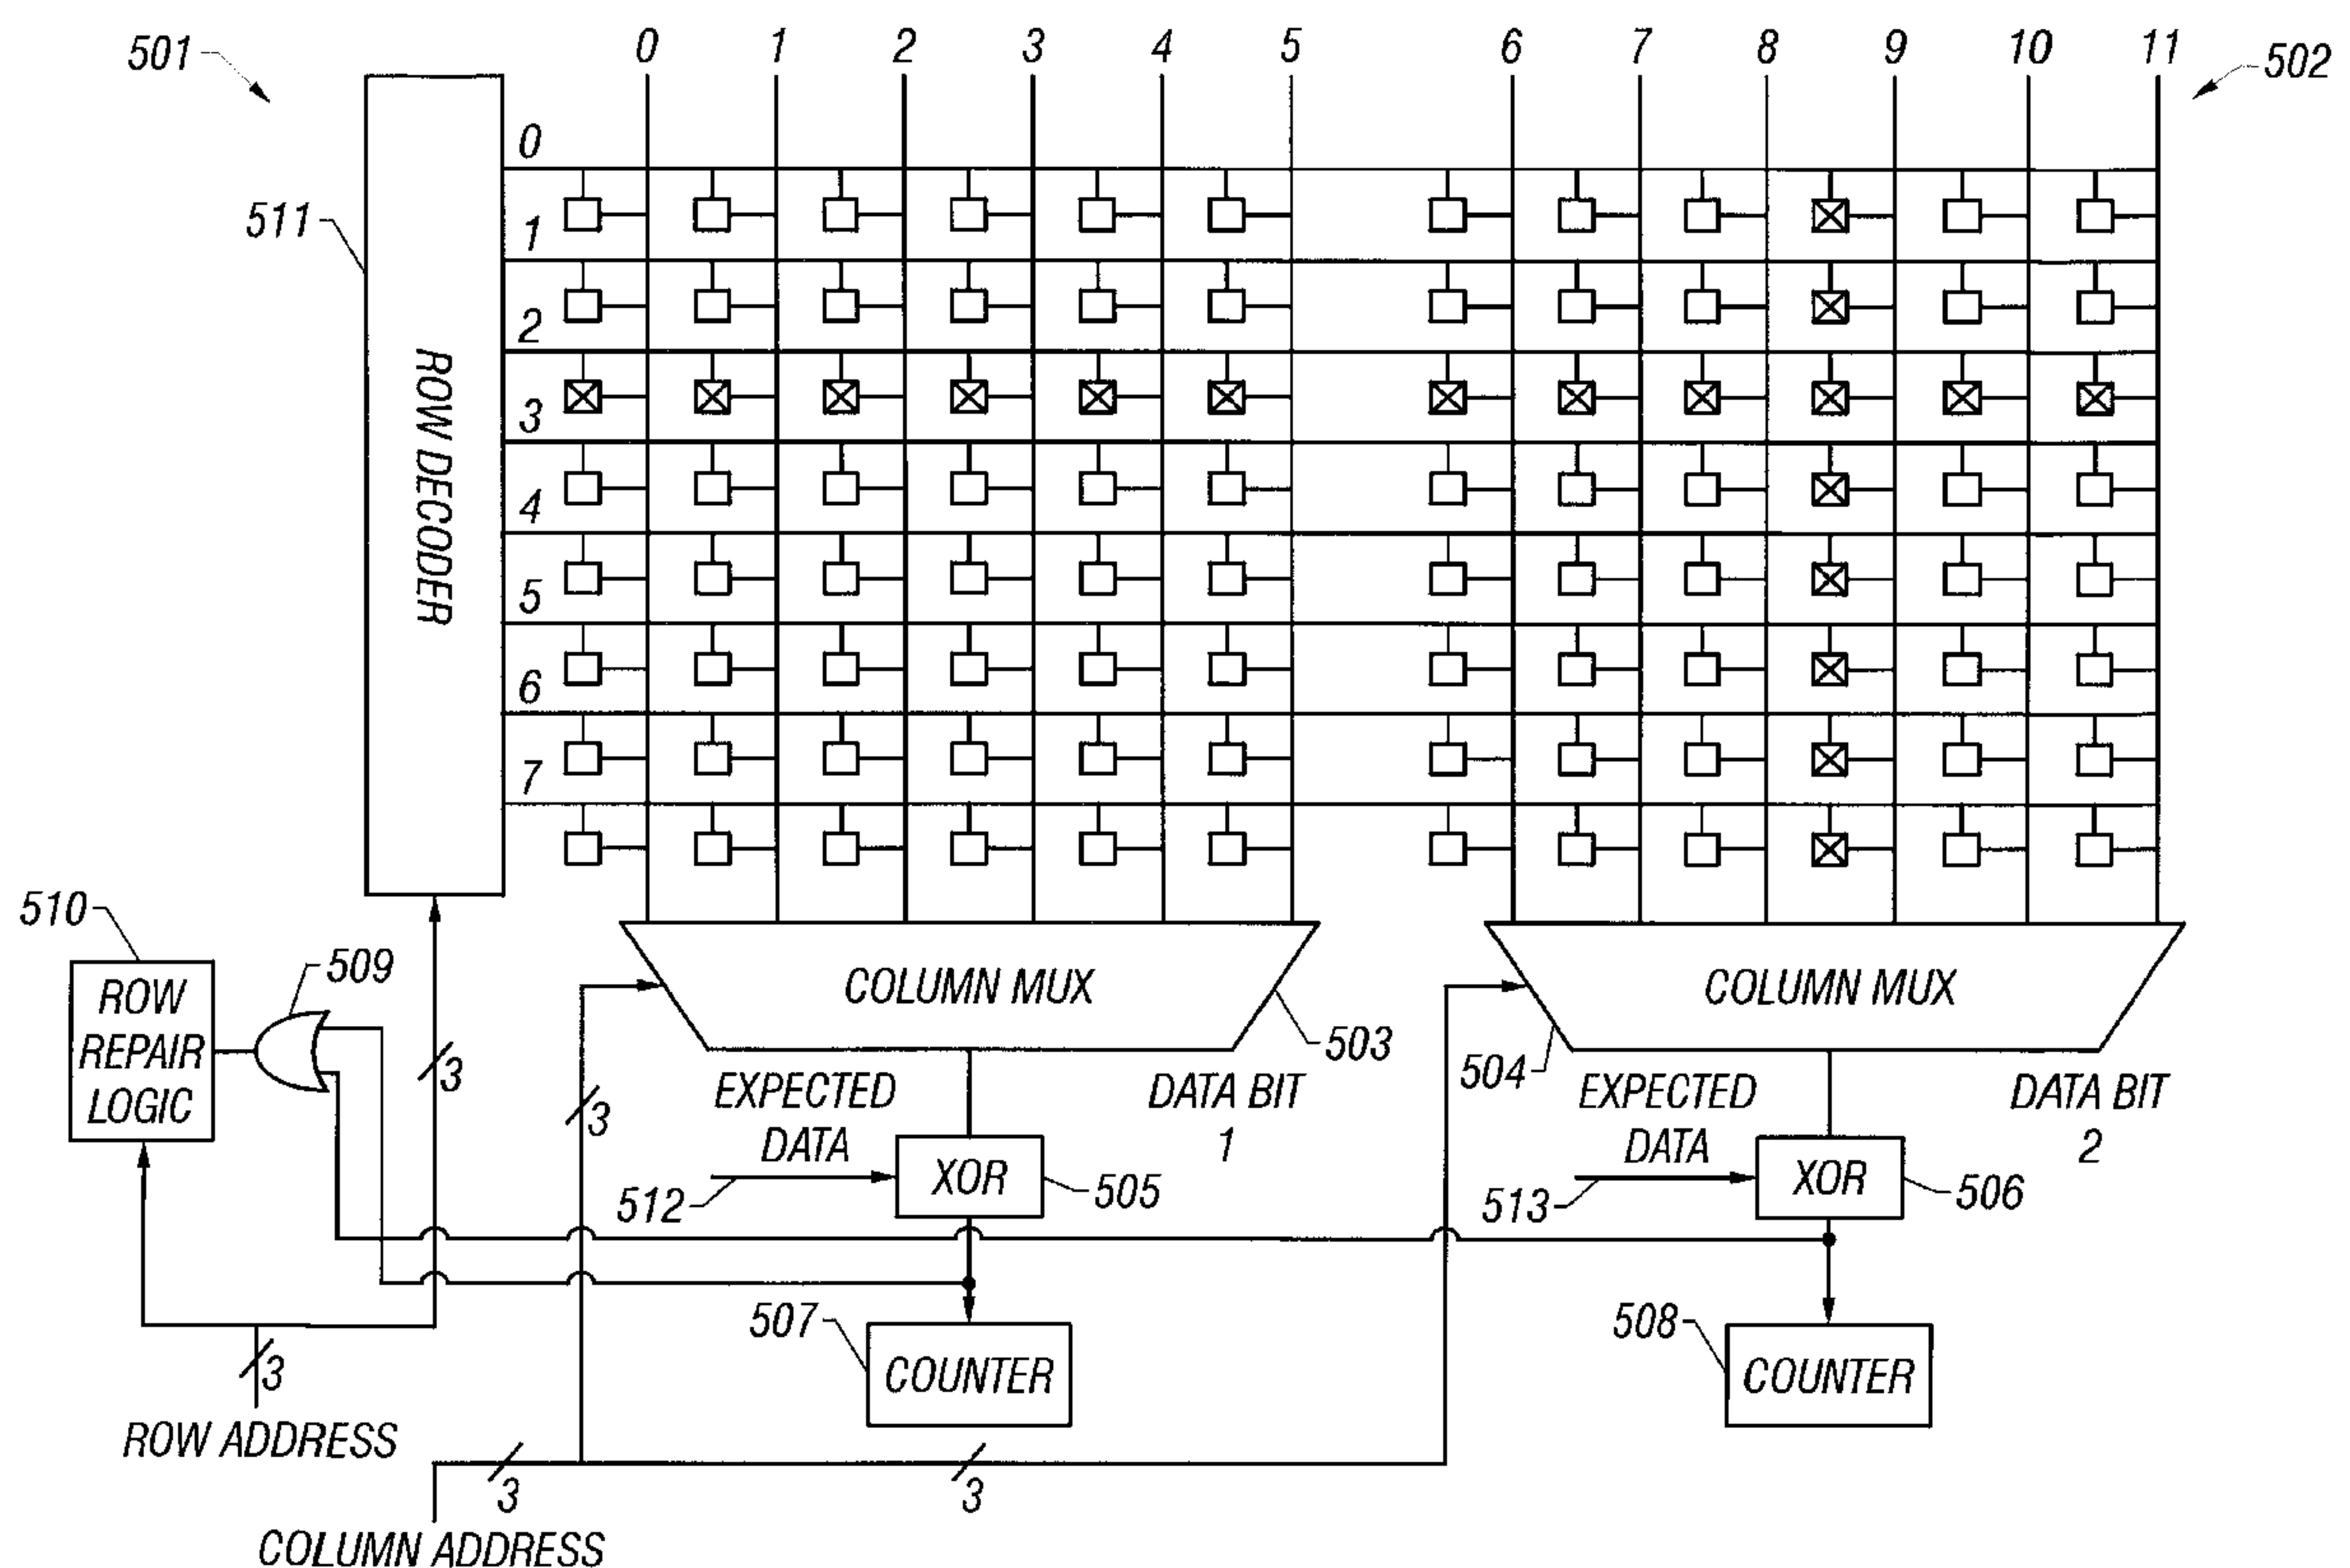 501
0 1 2 3 4 5 6 7 8 9 10 11
502
0
511
1
2
3
4
5
6
7
ROW DECODER
510
509
ROW
REPAIR
LOGIC
3
3
COLUMN MUX
503
COLUMN MUX
504
EXPECTED
DATA
DATA BIT
1
EXPECTED
DATA
DATA BIT
2
512
XOR
505
513
XOR
506
507
COUNTER
508
COUNTER
3
ROW ADDRESS
3
3
COLUMN ADDRESS